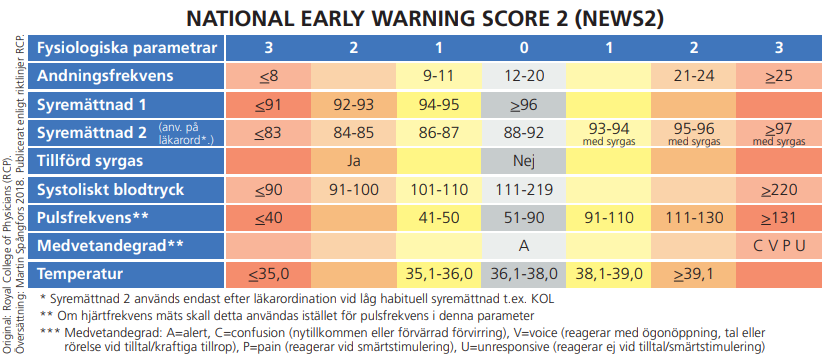 NATIONAL EARLY WARNING SCORE 2 (NEWS2)
Fysiologiska parametrar 3 2 1 0 1 2 3
Andningsfrekvens ≤8 9-11 12-20 21-24 ≥25
Syremättnad 1 ≤91 92-93 94-95 ≥96
Syremättnad 2 (anv. på läkarord*.) ≤83 84-85 86-87 88-92 93-94 med syrgas 95-96 med syrgas ≥97 med syrgas
Tillförd syrgas Ja Nej
Systoliskt blodtryck ≤90 91-100 101-110 111-219 ≥220
Pulsfrekvens** ≤40 41-50 51-90 91-110 111-130 ≥131
Medvetandegrad** A C V P U
Temperatur ≤35,0 35,1-36,0 36,1-38,0 38,1-39,0 ≥39,1
* Syremättnad 2 används endast efter läkarordination vid låg habituell syremättnad t.ex. KOL
** Om hjärtfrekvens mäts skall detta användas istället för pulsfrekvens i denna parameter
*** Medvetandegrad: A=alert, C=confusion (nytillkommen eller förvärrad förvirring), V=voice (reagerar med ögonöppning, tal eller
rörelse vid tilltal/kraftiga tillrop), P=pain (reagerar vid smärtstimulering), U=unresponsive (reagerar ej vid tilltal/smärtstimulering)
Original: Royal College of Physicians (RCP).
Översättning: Martin Spångfors 2018. Publicerat enligt riktlinjer RCP.